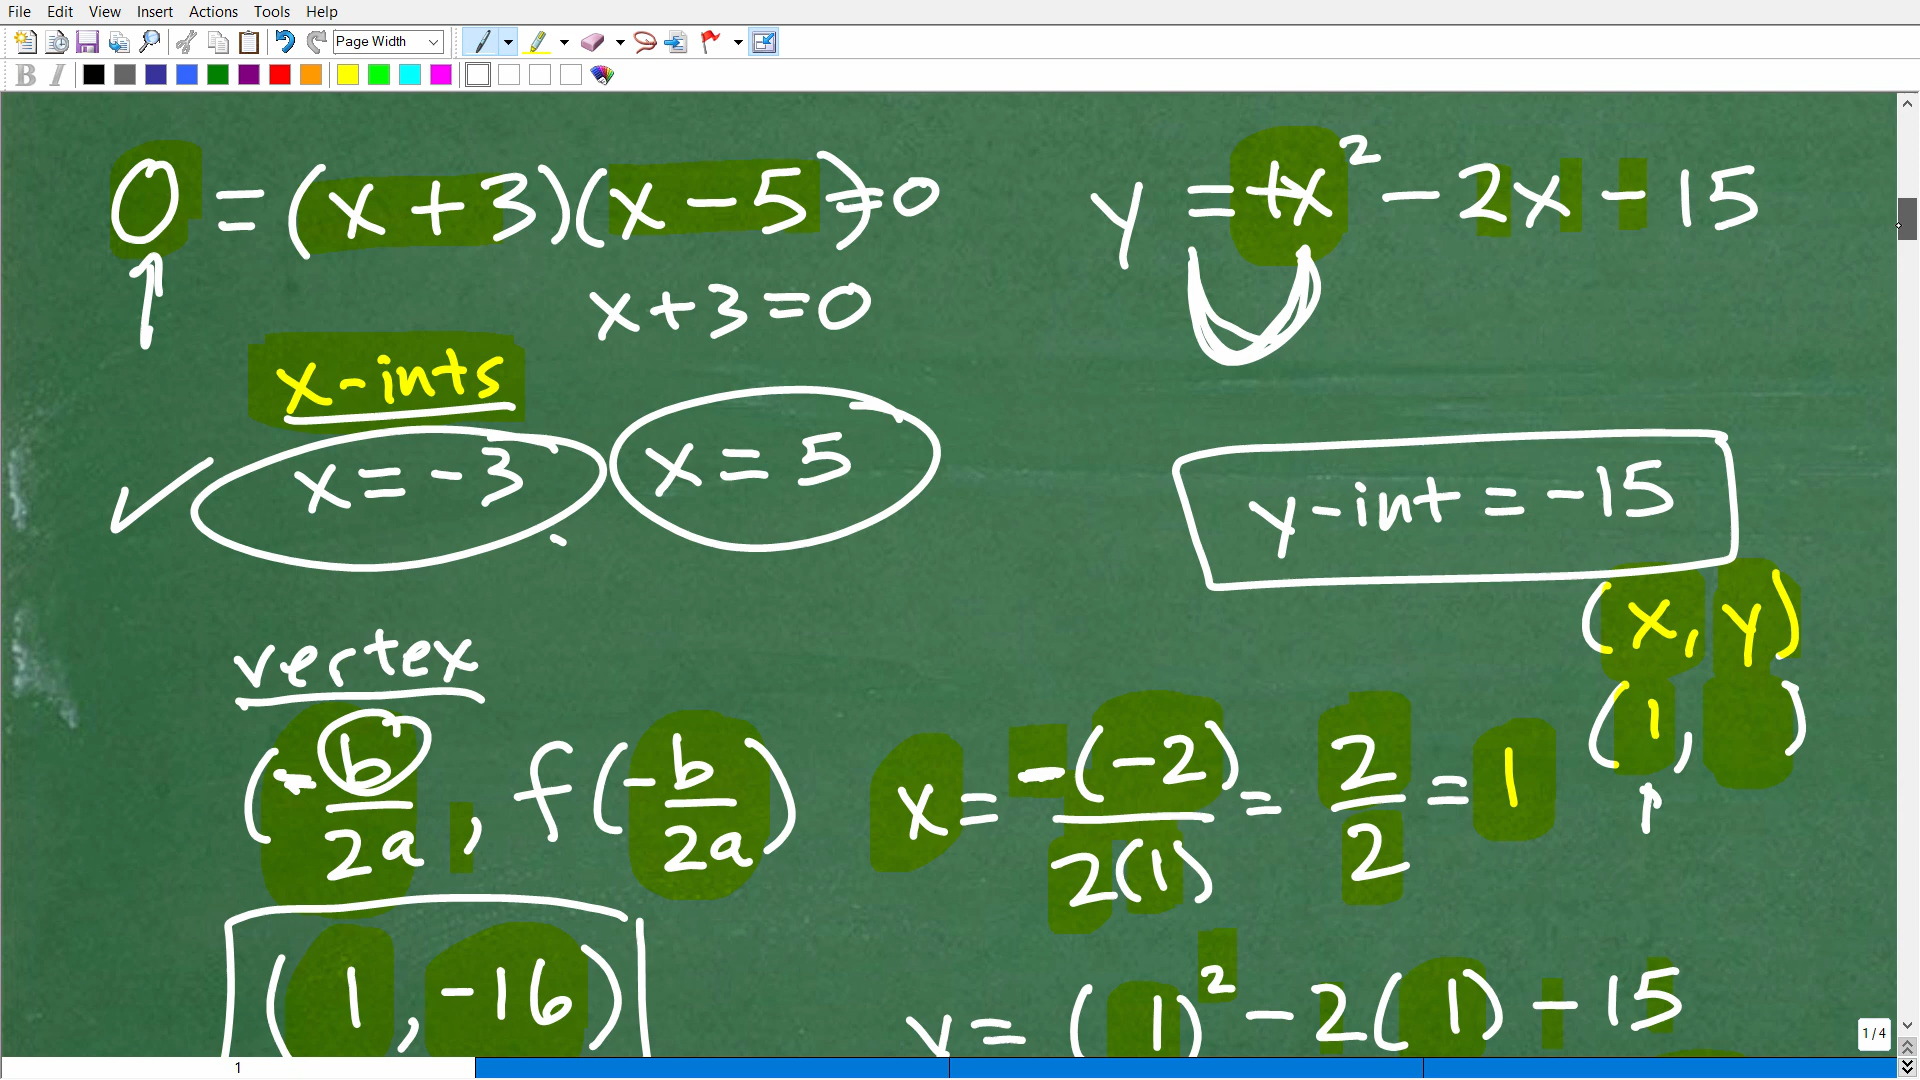 File Edit View Insert Actions Tools Help
Page Width
B I
0 = (x + 3)(x - 5) = 0
y = +x² - 2x - 15
x + 3 = 0
x - ints
x = - 3
x = 5
y - int = - 15
(x, y)
vertex
(- b/2a, f(- b/2a))
x = -(-2)/2(1) = 2/2 = 1
(1, )
(1, -16)
y = (1)² - 2(1) - 15
1/4
1